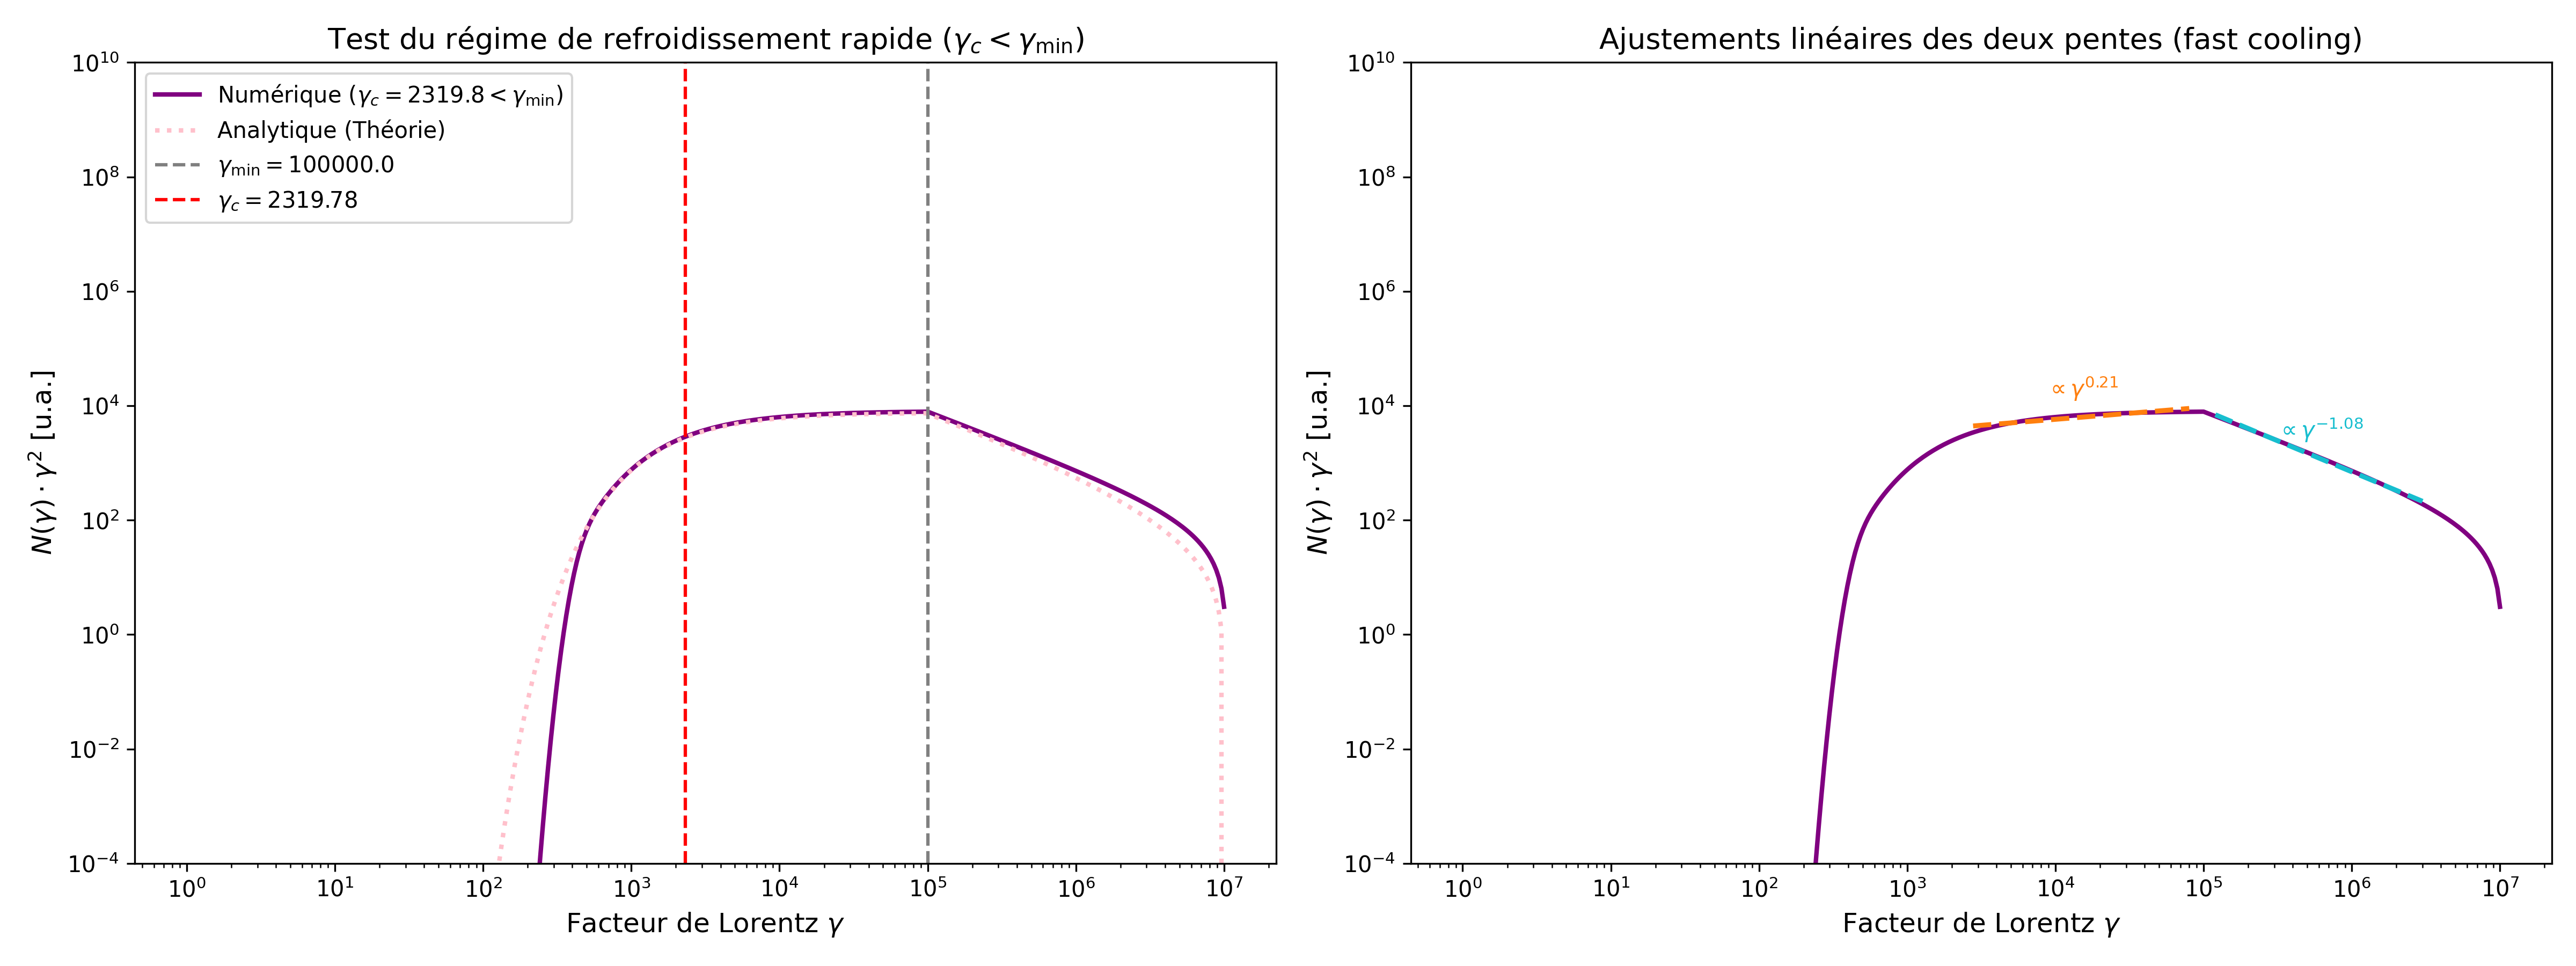 Test du régime de refroidissement rapide (γ_c < γ_min)
10^10
10^8
10^6
10^4
10^2
10^0
10^−2
10^−4
N(γ) · γ^2 [u.a.]
Numérique (γ_c = 2319.8 < γ_min)
Analytique (Théorie)
γ_min = 100000.0
γ_c = 2319.78
10^0 10^1 10^2 10^3 10^4 10^5 10^6 10^7
Facteur de Lorentz γ
Ajustements linéaires des deux pentes (fast cooling)
10^10
10^8
10^6
10^4
10^2
10^0
10^−2
10^−4
N(γ) · γ^2 [u.a.]
∝ γ^0.21
∝ γ^−1.08
10^0 10^1 10^2 10^3 10^4 10^5 10^6 10^7
Facteur de Lorentz γ